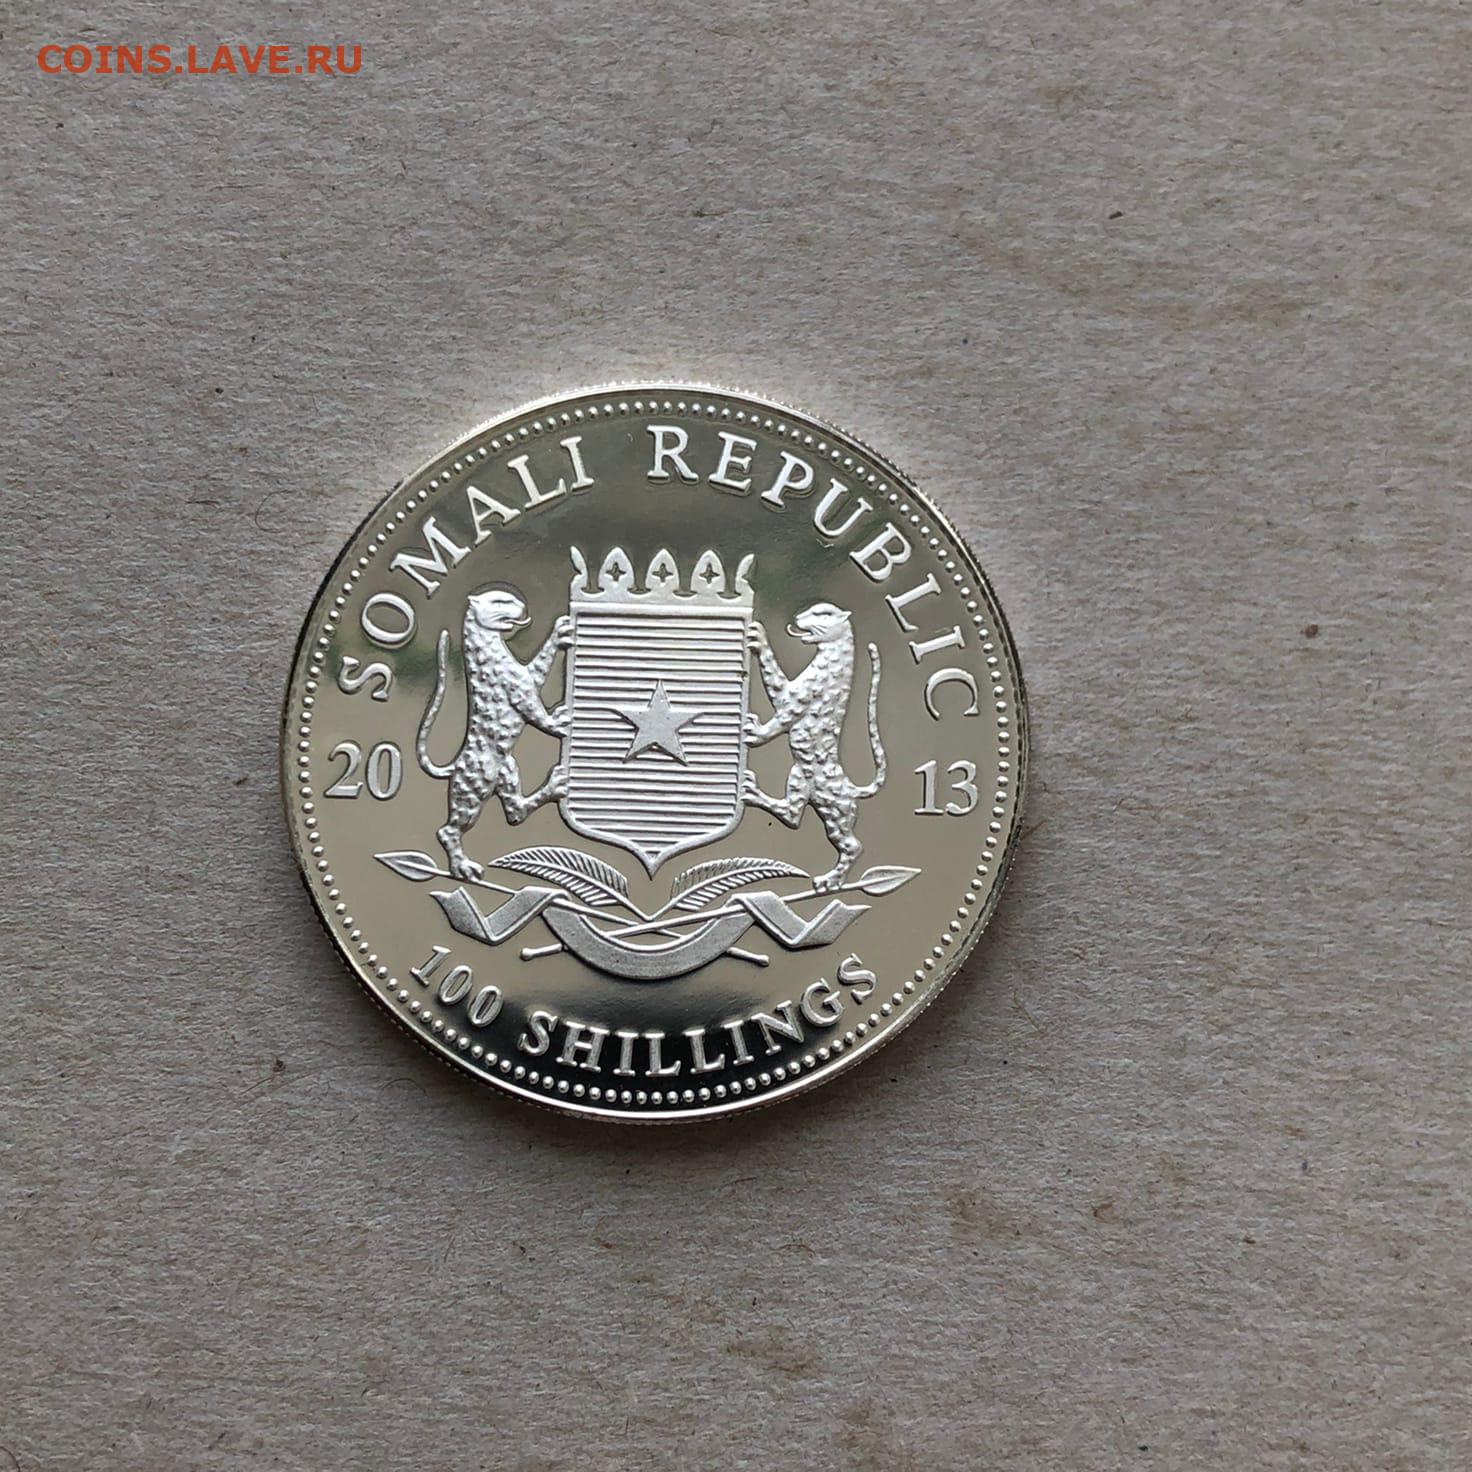 COINS.LAVE.RU
SOMALI REPUBLIC
20 13
100 SHILLINGS